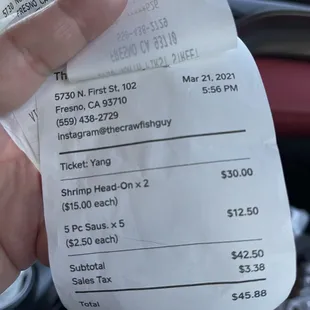 Th
5730 N. First St, 102
Mar 21, 2021
Fresno, CA 93710
5:56 PM
(559) 438-2729
instagram@thecrawfishguy
Ticket: Yang
Shrimp Head-On x 2
$30.00
($15.00 each)
5 Pc Saus. x 5
$12.50
($2.50 each)
Subtotal
$42.50
Sales Tax
$3.38
Total
$45.88